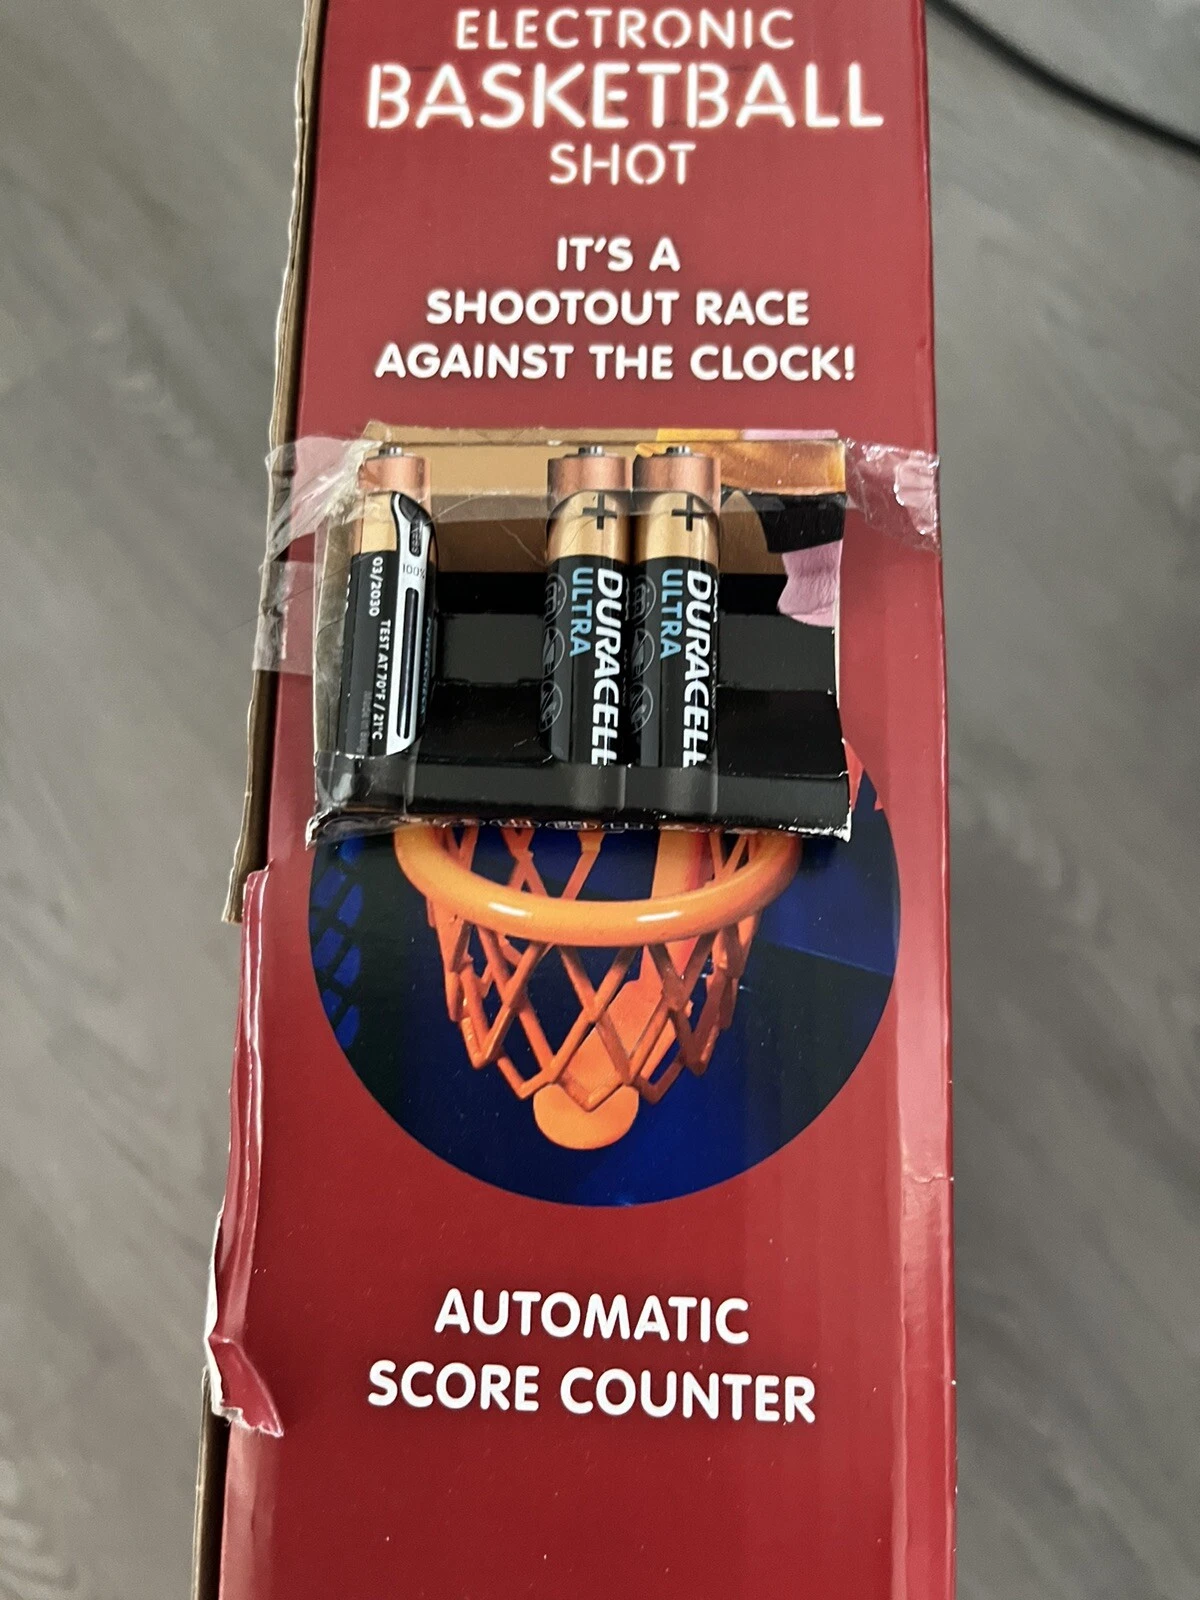 ELECTRONIC
BASKETBALL
SHOT
IT'S A
SHOOTOUT RACE
AGAINST THE CLOCK!
100%
03/2030
TEST AT 70°F / 21°C
+
DURACELL
ULTRA
+
DURACELL
ULTRA
AUTOMATIC
SCORE COUNTER